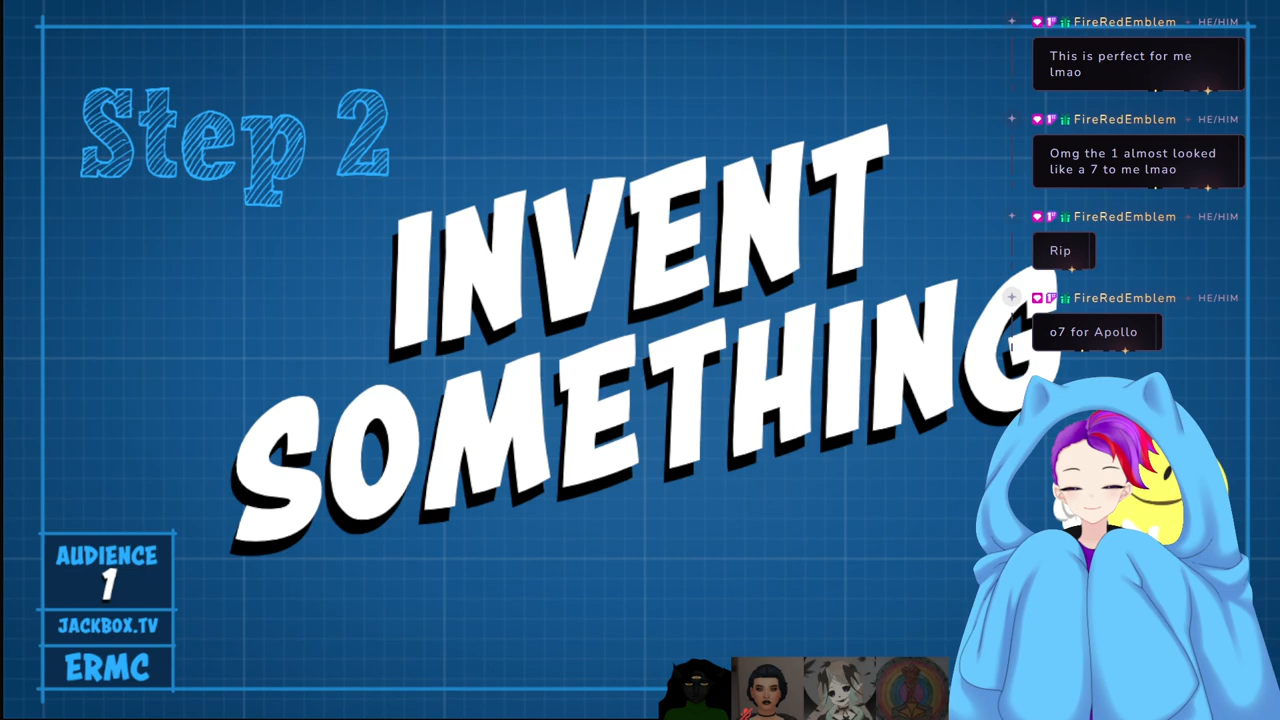 Step 2
INVENT
SOMETHING
AUDIENCE
1
JACKBOX.TV
ERMC
FireRedEmblem HE/HIM
This is perfect for me
lmao
FireRedEmblem HE/HIM
Omg the 1 almost looked
like a 7 to me lmao
FireRedEmblem HE/HIM
Rip
FireRedEmblem HE/HIM
o7 for Apollo